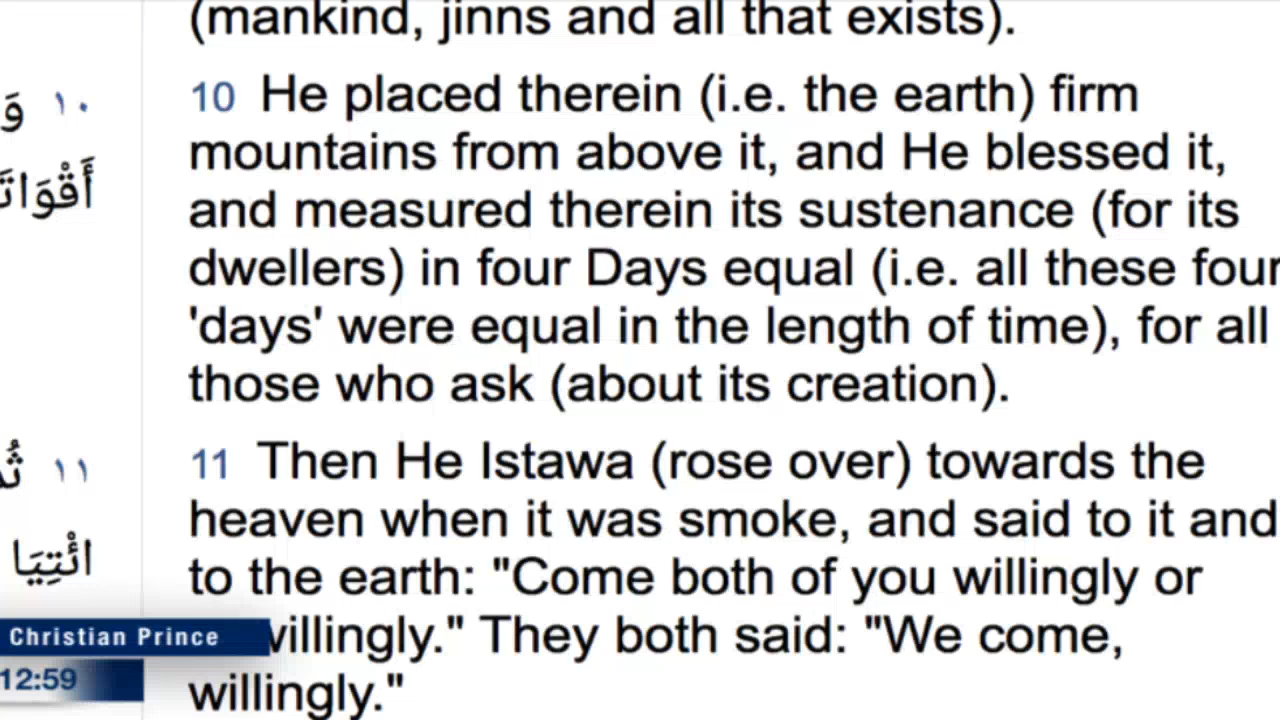 (mankind, jinns and all that exists).
10 He placed therein (i.e. the earth) firm
mountains from above it, and He blessed it,
and measured therein its sustenance (for its
dwellers) in four Days equal (i.e. all these four
'days' were equal in the length of time), for all
those who ask (about its creation).
11 Then He Istawa (rose over) towards the
heaven when it was smoke, and said to it and
to the earth: "Come both of you willingly or
willingly." They both said: "We come,
willingly."
١٠ وَ
١١
ائْتِيَا
Christian Prince
12:59